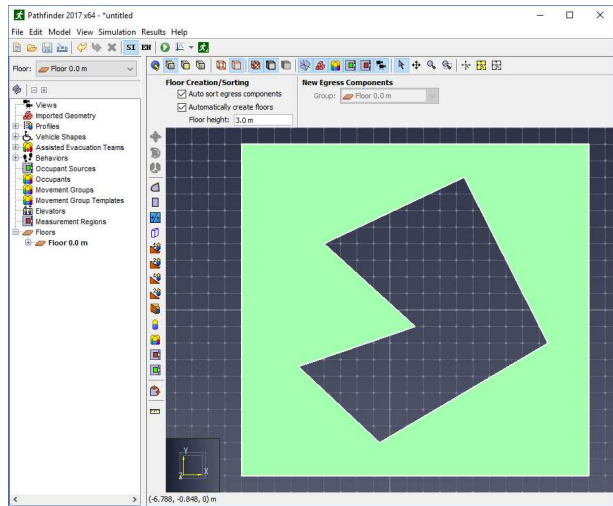 Pathfinder 2017 x64 - *untitled
File Edit Model View Simulation Results Help
SI EN
Floor: Floor 0.0 m
Views
Imported Geometry
Profiles
Vehicle Shapes
Assisted Evacuation Teams
Behaviors
Occupant Sources
Occupants
Movement Groups
Movement Group Templates
Elevators
Measurement Regions
Floors
Floor 0.0 m
Floor Creation/Sorting
Auto sort egress components
Automatically create floors
Floor height: 3.0 m
New Egress Components
Group: Floor 0.0 m
Y
Z X
(-6.788, -0.848, 0) m